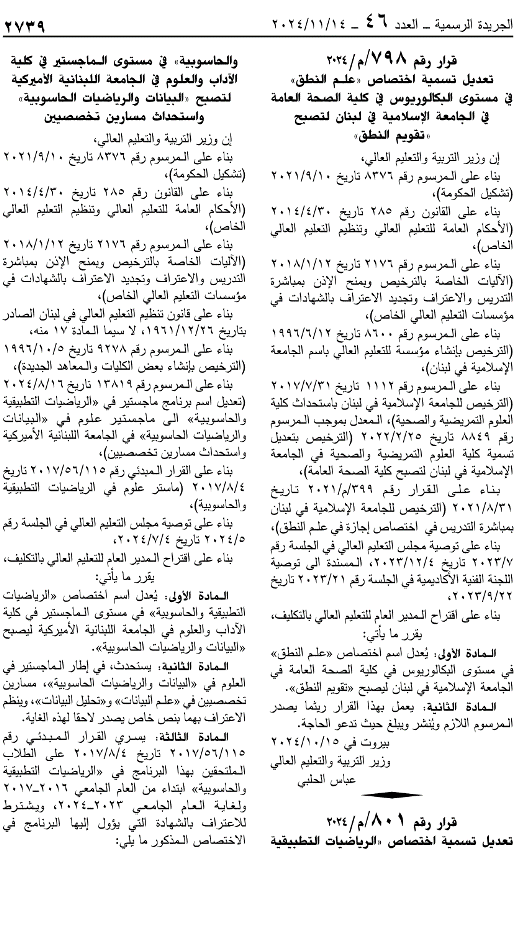 الجريدة الرسمية ــ العدد ٤٦ ــ ٢٠٢٤/١١/١٤
٢٧٣٩
قرار رقم ٧٩٨/م/٢٠٢٤
تعديل تسمية اختصاص «علم النطق»
في مستوى البكالوريوس في كلية الصحة العامة
في الجامعة الإسلامية في لبنان لتصبح
«تقويم النطق»
إن وزير التربية والتعليم العالي،
بناء على المرسوم رقم ٨٣٧٦ تاريخ ٢٠٢١/٩/١٠
(تشكيل الحكومة)،
بناء على القانون رقم ٢٨٥ تاريخ ٢٠١٤/٤/٣٠
(الأحكام العامة للتعليم العالي وتنظيم التعليم العالي
الخاص)،
بناء على المرسوم رقم ٢١٧٦ تاريخ ٢٠١٨/١/١٢
(الآليات الخاصة بالترخيص وبمنح الإذن بمباشرة
التدريس والاعتراف وتجديد الاعتراف بالشهادات في
مؤسسات التعليم العالي الخاص)،
بناء على المرسوم رقم ٨٦٠٠ تاريخ ١٩٩٦/٦/١٢
(الترخيص بإنشاء مؤسسة للتعليم العالي باسم الجامعة
الإسلامية في لبنان)،
بناء على المرسوم رقم ١١١٢ تاريخ ٢٠١٧/٧/٣١
(الترخيص للجامعة الإسلامية في لبنان باستحداث كلية
العلوم التمريضية والصحية)، المعدل بموجب المرسوم
رقم ٨٨٤٩ تاريخ ٢٠٢٢/٢/٢٥ (الترخيص بتعديل
تسمية كلية العلوم التمريضية والصحية في الجامعة
الإسلامية في لبنان لتصبح كلية الصحة العامة)،
بناء على القرار رقم ٣٩٩/م/٢٠٢١ تاريخ
٢٠٢١/٨/٣١ (الترخيص للجامعة الإسلامية في لبنان
بمباشرة التدريس في اختصاص إجازة في علم النطق)،
بناء على توصية مجلس التعليم العالي في الجلسة رقم
٢٠٢٣/٧ تاريخ ٢٠٢٣/١٢/٤، المسندة الى توصية
اللجنة الفنية الأكاديمية في الجلسة رقم ٢٠٢٣/٢١ تاريخ
٢٠٢٣/٩/٢٢،
بناء على اقتراح المدير العام للتعليم العالي بالتكليف،
يقرر ما يأتي:
المادة الأولى: يُعدل اسم اختصاص «علم النطق»
في مستوى البكالوريوس في كلية الصحة العامة في
الجامعة الإسلامية في لبنان ليصبح «تقويم النطق».
المادة الثانية: يعمل بهذا القرار ريثما يصدر
المرسوم اللازم ويُنشر ويبلغ حيث تدعو الحاجة.
بيروت في ٢٠٢٤/١٠/١٥
وزير التربية والتعليم العالي
عباس الحلبي
قرار رقم ٨٠١/م/٢٠٢٤
تعديل تسمية اختصاص «الرياضيات التطبيقية
والحاسوبية» في مستوى الماجستير في كلية
الآداب والعلوم في الجامعة اللبنانية الأميركية
لتصبح «البيانات والرياضيات الحاسوبية»
واستحداث مسارين تخصصيين
إن وزير التربية والتعليم العالي،
بناء على المرسوم رقم ٨٣٧٦ تاريخ ٢٠٢١/٩/١٠
(تشكيل الحكومة)،
بناء على القانون رقم ٢٨٥ تاريخ ٢٠١٤/٤/٣٠
(الأحكام العامة للتعليم العالي وتنظيم التعليم العالي
الخاص)،
بناء على المرسوم رقم ٢١٧٦ تاريخ ٢٠١٨/١/١٢
(الآليات الخاصة بالترخيص وبمنح الإذن بمباشرة
التدريس والاعتراف وتجديد الاعتراف بالشهادات في
مؤسسات التعليم العالي الخاص)،
بناء على قانون تنظيم التعليم العالي في لبنان الصادر
بتاريخ ١٩٦١/١٢/٢٦، لا سيما المادة ١٧ منه،
بناء على المرسوم رقم ٩٢٧٨ تاريخ ١٩٩٦/١٠/٥
(الترخيص بإنشاء بعض الكليات والمعاهد الجديدة)،
بناء على المرسوم رقم ١٣٨١٩ تاريخ ٢٠٢٤/٨/١٦
(تعديل اسم برنامج ماجستير في «الرياضيات التطبيقية
والحاسوبية» الى ماجستير علوم في «البيانات
والرياضيات الحاسوبية» في الجامعة اللبنانية الأميركية
واستحداث مسارين تخصصيين)،
بناء على القرار المبدئي رقم ٢٠١٧/٥٦/١١٥ تاريخ
٢٠١٧/٨/٤ (ماستر علوم في الرياضيات التطبيقية
والحاسوبية)،
بناء على توصية مجلس التعليم العالي في الجلسة رقم
٢٠٢٤/٥ تاريخ ٢٠٢٤/٧/٤،
بناء على اقتراح المدير العام للتعليم العالي بالتكليف،
يقرر ما يأتي:
المادة الأولى: يُعدل اسم اختصاص «الرياضيات
التطبيقية والحاسوبية» في مستوى الماجستير في كلية
الآداب والعلوم في الجامعة اللبنانية الأميركية ليصبح
«البيانات والرياضيات الحاسوبية».
المادة الثانية: يستحدث، في إطار الماجستير في
العلوم في «البيانات والرياضيات الحاسوبية»، مسارين
تخصصيين في «علم البيانات» و«تحليل البيانات»، وينظم
الاعتراف بهما بنص خاص يصدر لاحقا لهذه الغاية.
المادة الثالثة: يسري القرار المبدئي رقم
٢٠١٧/٥٦/١١٥ تاريخ ٢٠١٧/٨/٤ على الطلاب
الملتحقين بهذا البرنامج في «الرياضيات التطبيقية
والحاسوبية» ابتداء من العام الجامعي ٢٠١٦ــ٢٠١٧
ولغاية العام الجامعي ٢٠٢٣ــ٢٠٢٤، ويشترط
للاعتراف بالشهادة التي يؤول إليها البرنامج في
الاختصاص المذكور ما يلي: